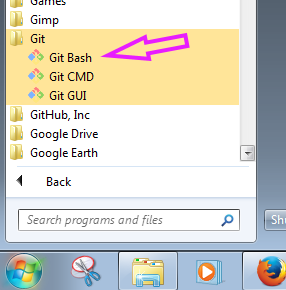 Games
Gimp
Git
Git Bash
Git CMD
Git GUI
GitHub, Inc
Google Drive
Google Earth
Back
Search programs and files